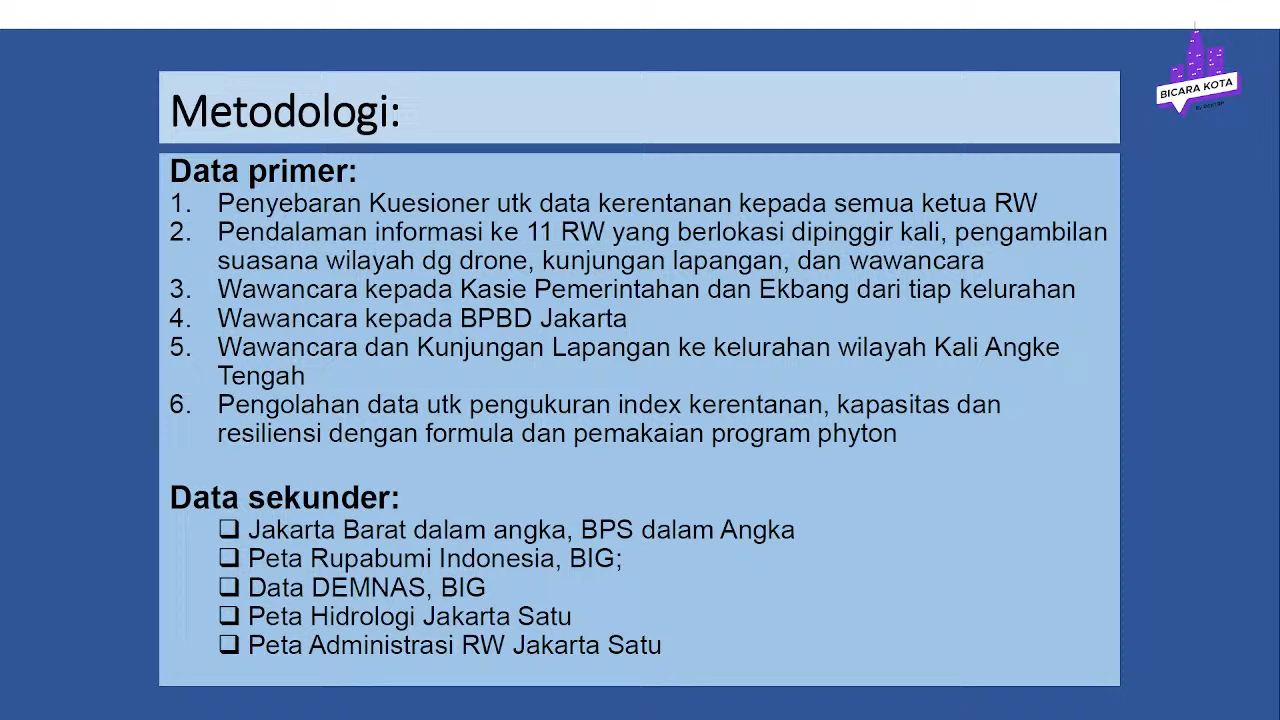 BICARA KOTA
Metodologi:
Data primer:
1. Penyebaran Kuesioner utk data kerentanan kepada semua ketua RW
2. Pendalaman informasi ke 11 RW yang berlokasi dipinggir kali, pengambilan
suasana wilayah dg drone, kunjungan lapangan, dan wawancara
3. Wawancara kepada Kasie Pemerintahan dan Ekbang dari tiap kelurahan
4. Wawancara kepada BPBD Jakarta
5. Wawancara dan Kunjungan Lapangan ke kelurahan wilayah Kali Angke
Tengah
6. Pengolahan data utk pengukuran index kerentanan, kapasitas dan
resiliensi dengan formula dan pemakaian program phyton
Data sekunder:
❑ Jakarta Barat dalam angka, BPS dalam Angka
❑ Peta Rupabumi Indonesia, BIG;
❑ Data DEMNAS, BIG
❑ Peta Hidrologi Jakarta Satu
❑ Peta Administrasi RW Jakarta Satu